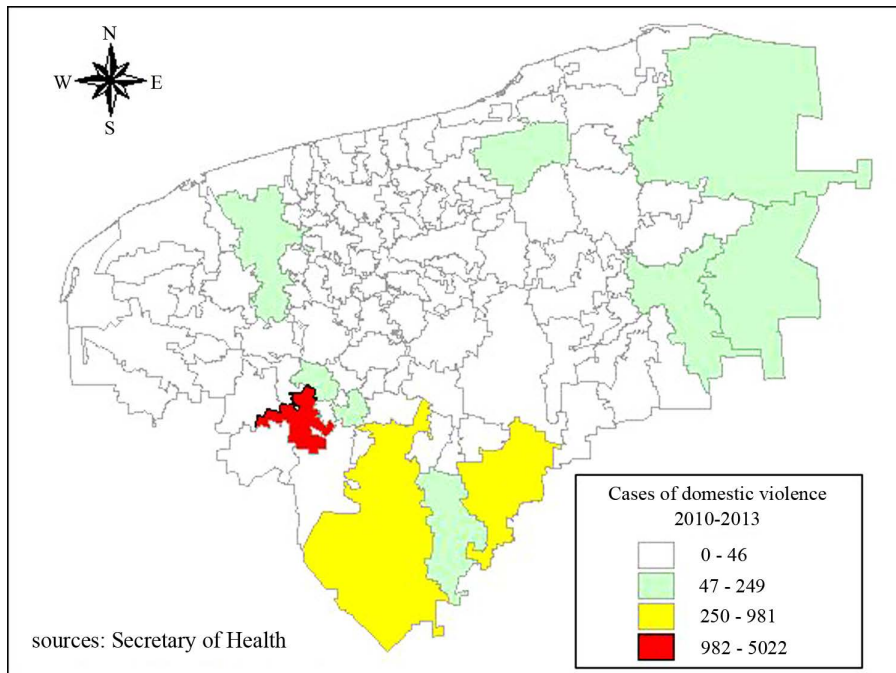 N
W E
S
Cases of domestic violence
2010-2013
0 - 46
47 - 249
250 - 981
982 - 5022
sources: Secretary of Health